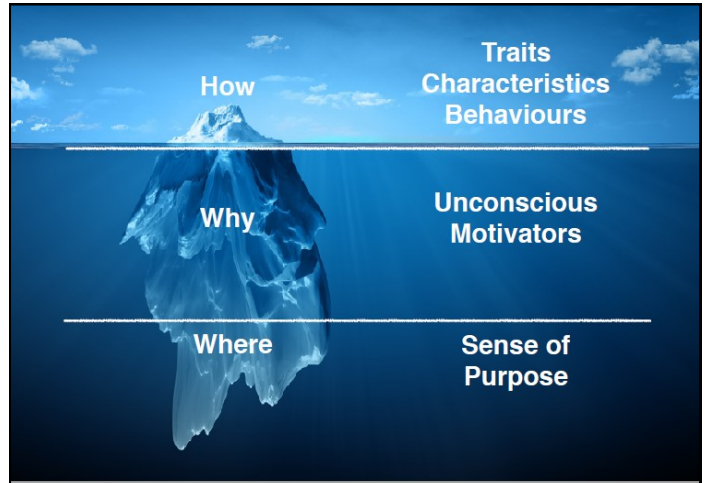 How
Traits
Characteristics
Behaviours
Why
Unconscious
Motivators
Where
Sense of
Purpose